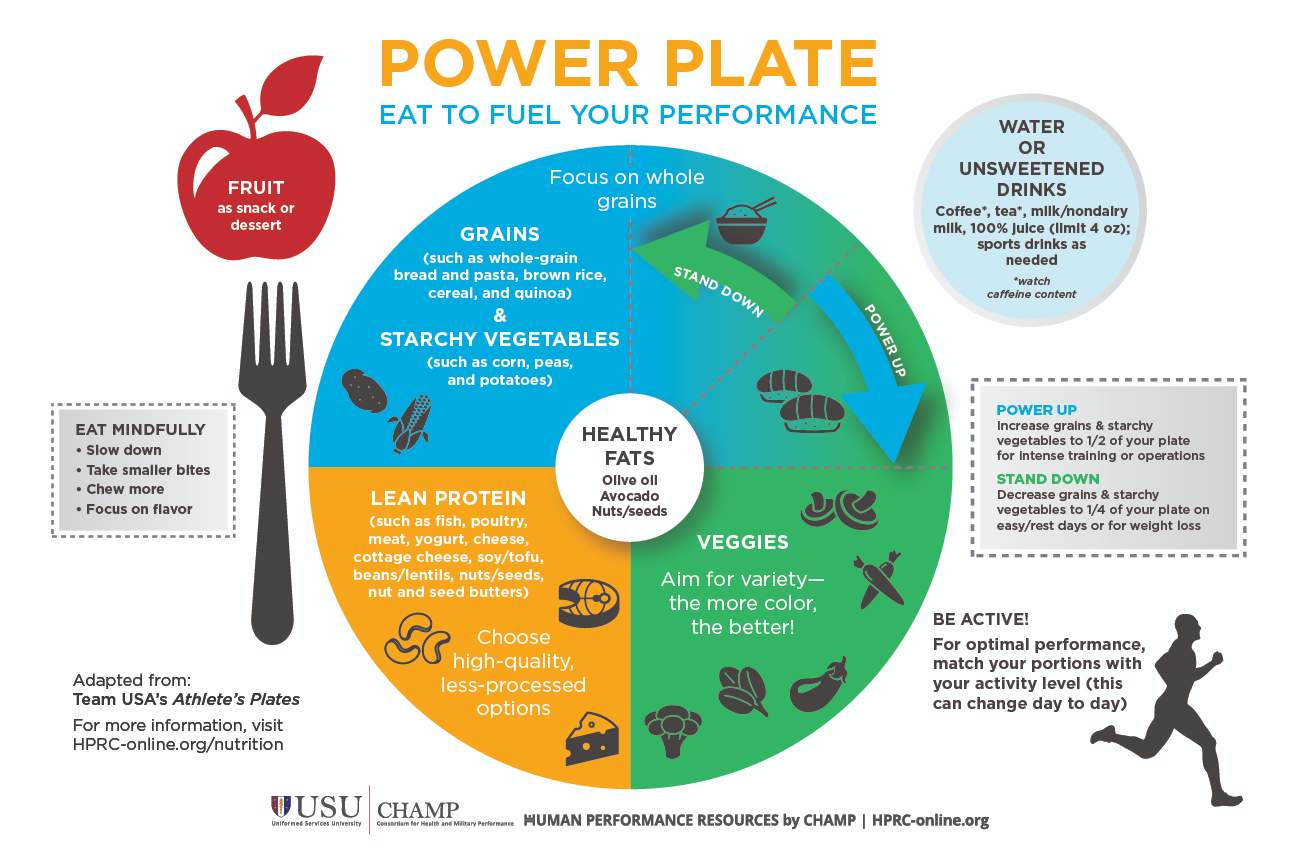 POWER PLATE
EAT TO FUEL YOUR PERFORMANCE
FRUIT
as snack or
dessert
WATER
OR
UNSWEETENED
DRINKS
Coffee*, tea*, milk/nondairy
milk, 100% juice (limit 4 oz);
sports drinks as
needed
*watch
caffeine content
Focus on whole
grains
GRAINS
(such as whole-grain
bread and pasta, brown rice,
cereal, and quinoa)
&
STARCHY VEGETABLES
(such as corn, peas,
and potatoes)
STAND DOWN
POWER UP
HEALTHY
FATS
Olive oil
Avocado
Nuts/seeds
EAT MINDFULLY
• Slow down
• Take smaller bites
• Chew more
• Focus on flavor
POWER UP
Increase grains & starchy
vegetables to 1/2 of your plate
for intense training or operations
STAND DOWN
Decrease grains & starchy
vegetables to 1/4 of your plate on
easy/rest days or for weight loss
LEAN PROTEIN
(such as fish, poultry,
meat, yogurt, cheese,
cottage cheese, soy/tofu,
beans/lentils, nuts/seeds,
nut and seed butters)
Choose
high-quality,
less-processed
options
VEGGIES
Aim for variety—
the more color,
the better!
BE ACTIVE!
For optimal performance,
match your portions with
your activity level (this
can change day to day)
Adapted from:
Team USA's Athlete's Plates
For more information, visit
HPRC-online.org/nutrition
USU
Uniformed Services University
CHAMP
Consortium for Health and Military Performance
HUMAN PERFORMANCE RESOURCES by CHAMP | HPRC-online.org